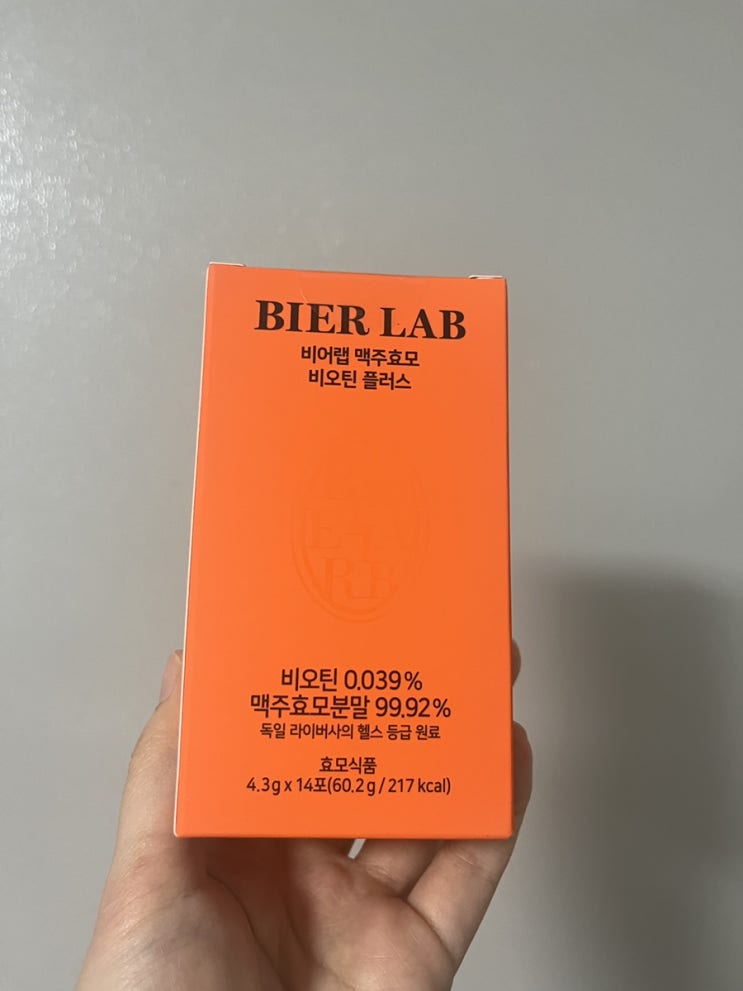 BIER LAB
비어랩 맥주효모
비오틴 플러스
비오틴 0.039%
맥주효모분말 99.92%
독일 라이버사의 헬스 등급 원료
효모식품
4.3g x 14포(60.2g / 217 kcal)